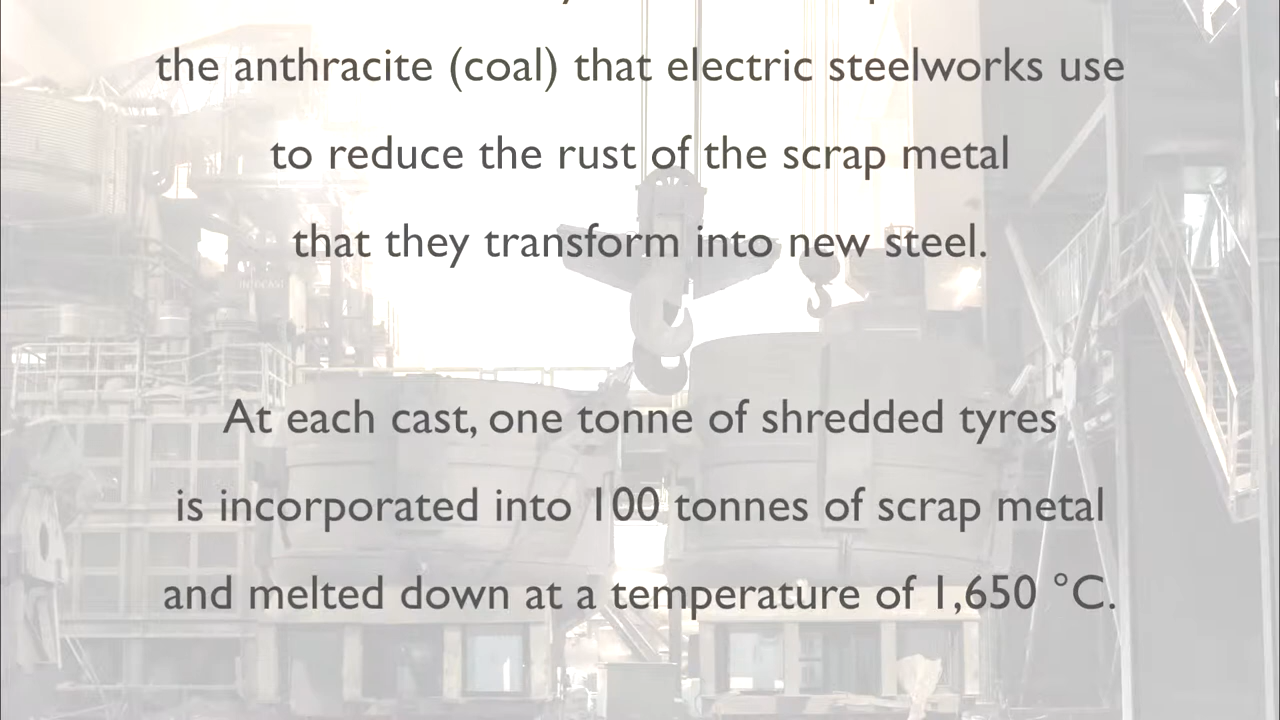 the anthracite (coal) that electric steelworks use
to reduce the rust of the scrap metal
that they transform into new steel.
At each cast, one tonne of shredded tyres
is incorporated into 100 tonnes of scrap metal
and melted down at a temperature of 1,650 °C.